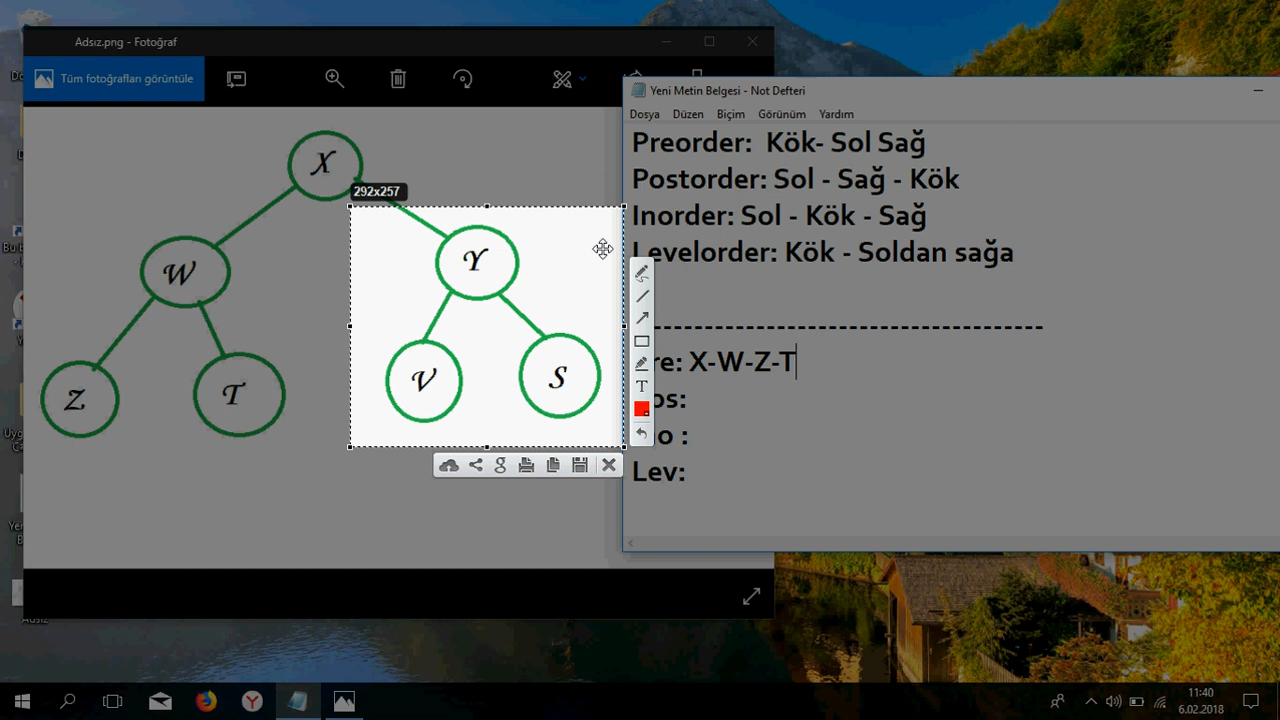 Adsız.png - Fotoğraf
Tüm fotoğrafları görüntüle
X
292x257
W
Y
Z
T
V
S
Yeni Metin Belgesi - Not Defteri
Dosya Düzen Biçim Görünüm Yardım
Preorder: Kök- Sol Sağ
Postorder: Sol - Sağ - Kök
Inorder: Sol - Kök - Sağ
Levelorder: Kök - Soldan sağa
-----------------------------------
re: X-W-Z-T
os:
o :
Lev:
T
g
Adsız
11:40
6.02.2018